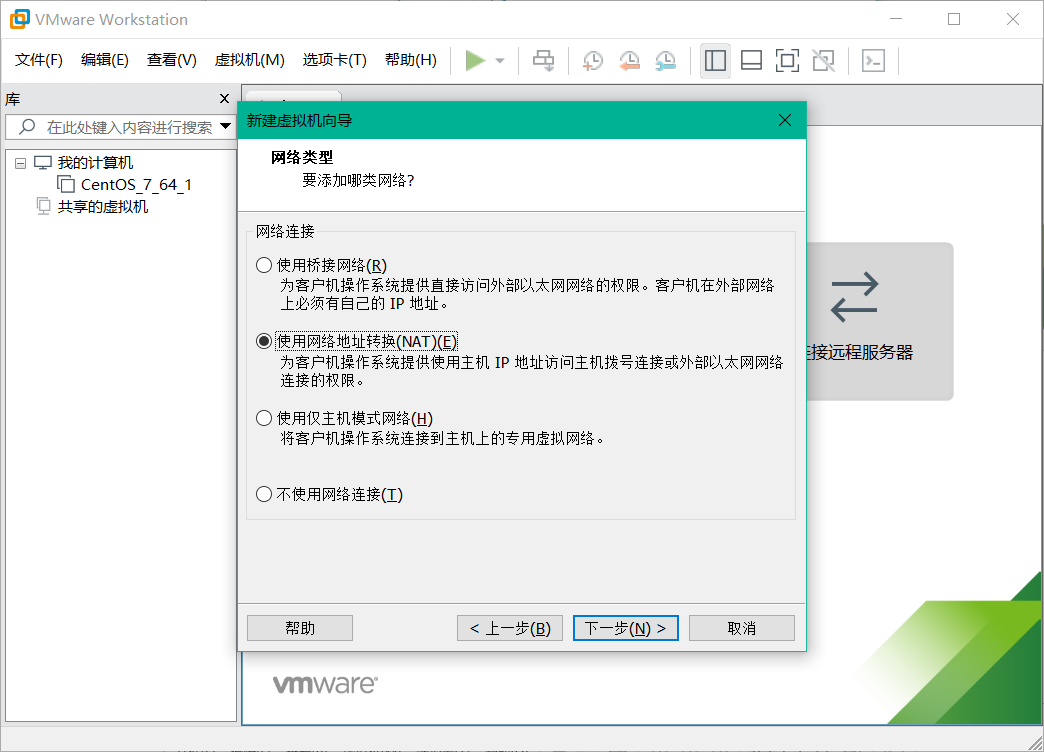 VMware Workstation
文件(F) 编辑(E) 查看(V) 虚拟机(M) 选项卡(T) 帮助(H)
库
在此处键入内容进行搜索
我的计算机
CentOS_7_64_1
共享的虚拟机
新建虚拟机向导
网络类型
要添加哪类网络?
网络连接
使用桥接网络(R)
为客户机操作系统提供直接访问外部以太网网络的权限。客户机在外部网络
上必须有自己的 IP 地址。
使用网络地址转换(NAT)(E)
为客户机操作系统提供使用主机 IP 地址访问主机拨号连接或外部以太网网络
连接的权限。
使用仅主机模式网络(H)
将客户机操作系统连接到主机上的专用虚拟网络。
不使用网络连接(T)
接远程服务器
帮助 < 上一步(B) 下一步(N) > 取消
vmware®